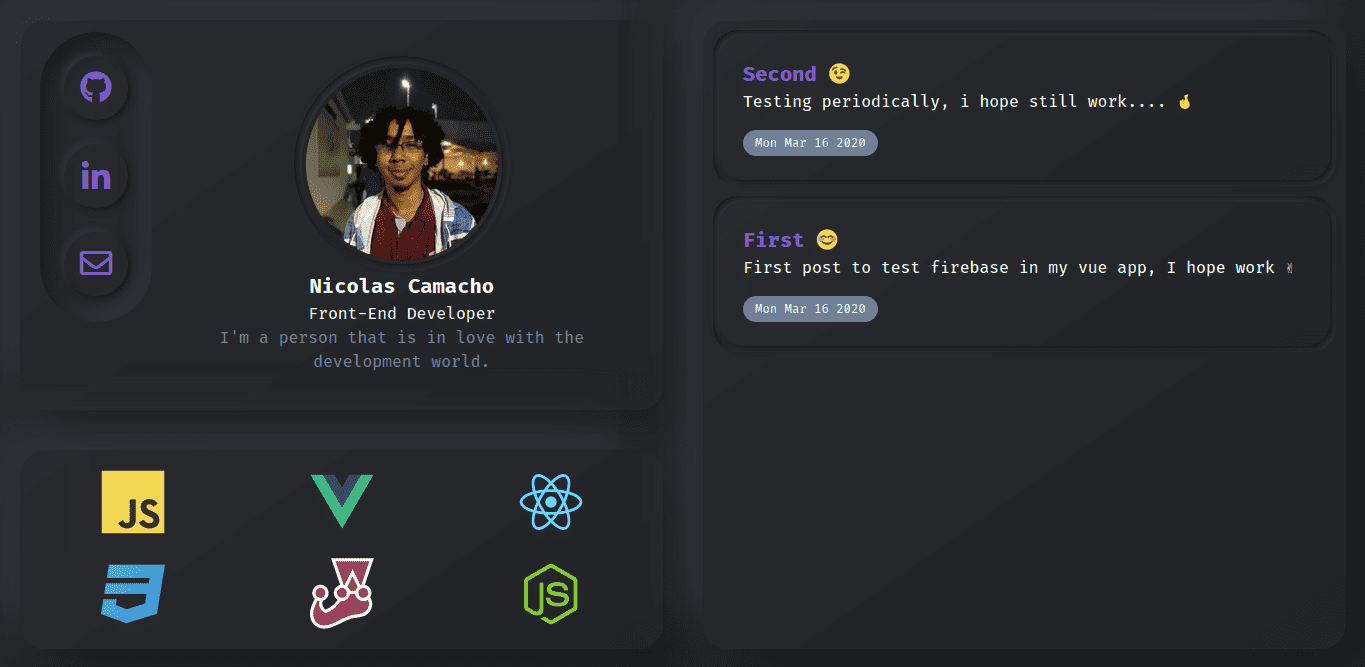 Nicolas Camacho
Front-End Developer
I'm a person that is in love with the
development world.
JS
JS
Second 😉
Testing periodically, i hope still work.... 🤞
Mon Mar 16 2020
First 😁
First post to test firebase in my vue app, I hope work ✌
Mon Mar 16 2020